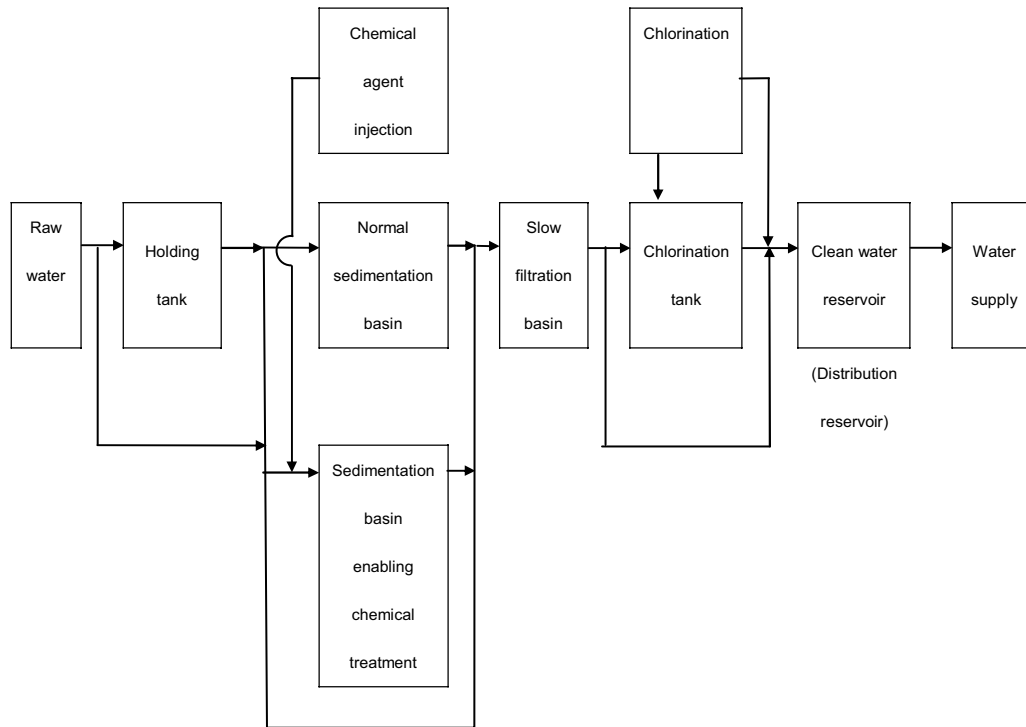 Chemical
agent
injection
Chlorination
Raw
water
Holding
tank
Normal
sedimentation
basin
Slow
filtration
basin
Chlorination
tank
Clean water
reservoir
(Distribution
reservoir)
Water
supply
Sedimentation
basin
enabling
chemical
treatment